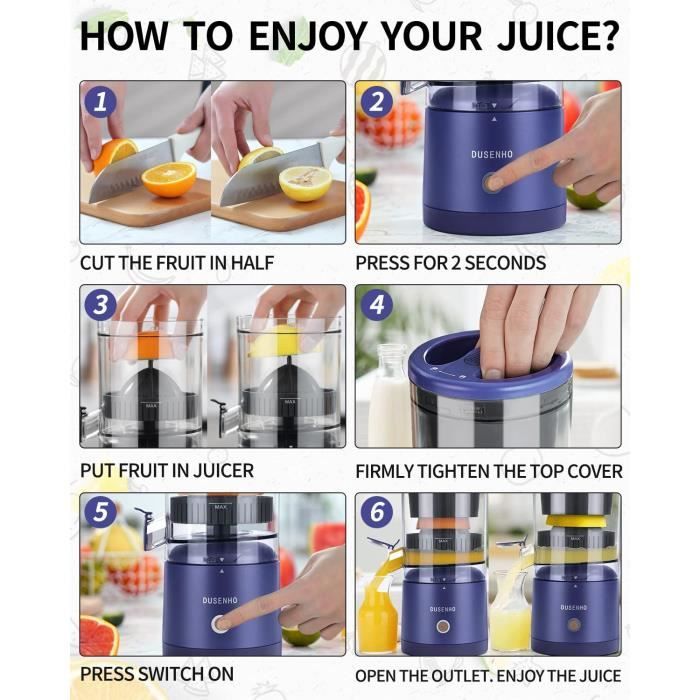 HOW TO ENJOY YOUR JUICE?
1
2
DUSENHO
CUT THE FRUIT IN HALF
PRESS FOR 2 SECONDS
3
MAX
MAX
4
PUT FRUIT IN JUICER
FIRMLY TIGHTEN THE TOP COVER
5
MAX
DUSENHO
6
MAX
MAX
DUSENHO
DUSENHO
PRESS SWITCH ON
OPEN THE OUTLET. ENJOY THE JUICE